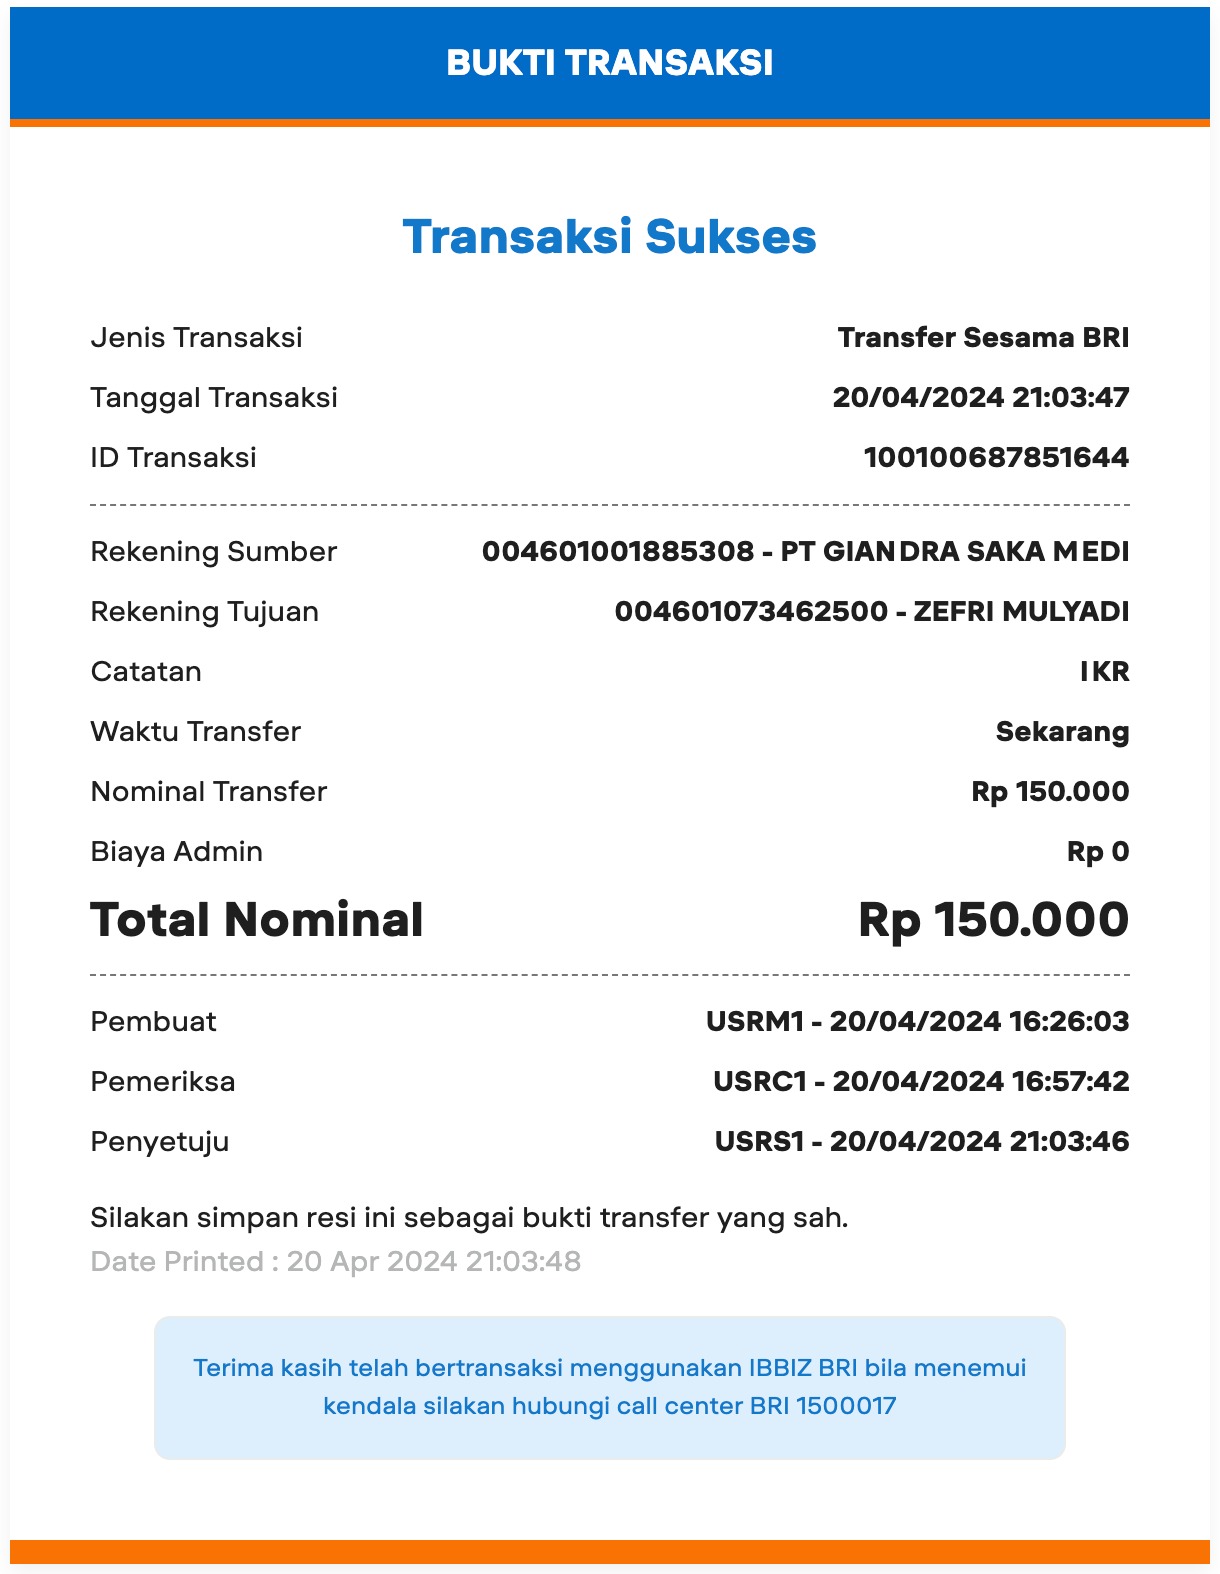 BUKTI TRANSAKSI
Transaksi Sukses
Jenis Transaksi Transfer Sesama BRI
Tanggal Transaksi 20/04/2024 21:03:47
ID Transaksi 100100687851644
Rekening Sumber 004601001885308 - PT GIANDRA SAKA MEDI
Rekening Tujuan 004601073462500 - ZEFRI MULYADI
Catatan IKR
Waktu Transfer Sekarang
Nominal Transfer Rp 150.000
Biaya Admin Rp 0
Total Nominal Rp 150.000
Pembuat USRM1 - 20/04/2024 16:26:03
Pemeriksa USRC1 - 20/04/2024 16:57:42
Penyetuju USRS1 - 20/04/2024 21:03:46
Silakan simpan resi ini sebagai bukti transfer yang sah.
Date Printed : 20 Apr 2024 21:03:48
Terima kasih telah bertransaksi menggunakan IBBIZ BRI bila menemui
kendala silakan hubungi call center BRI 1500017